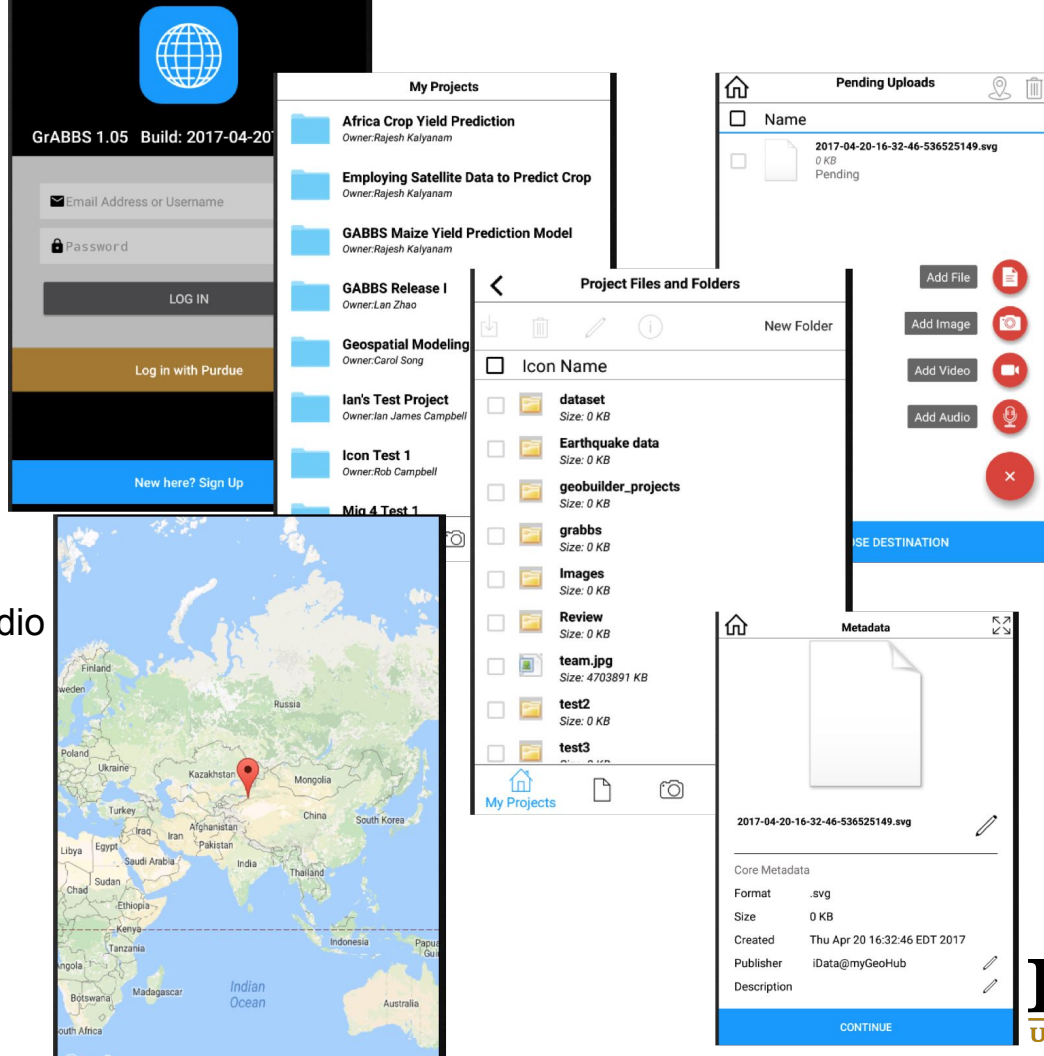 GrABBS 1.05 Build: 2017-04-20
Email Address or Username
Password
LOG IN
Log in with Purdue
New here? Sign Up
My Projects
Africa Crop Yield Prediction
Owner:Rajesh Kalyanam
Employing Satellite Data to Predict Crop
Owner:Rajesh Kalyanam
GABBS Maize Yield Prediction Model
Owner:Rajesh Kalyanam
GABBS Release I
Owner:Lan Zhao
Geospatial Modeling
Owner:Carol Song
Ian's Test Project
Owner:Ian James Campbell
Icon Test 1
Owner:Rob Campbell
Mig 4 Test 1
Project Files and Folders
New Folder
Icon Name
dataset
Size: 0 KB
Earthquake data
Size: 0 KB
geobuilder_projects
Size: 0 KB
grabbs
Size: 0 KB
Images
Size: 0 KB
Review
Size: 0 KB
team.jpg
Size: 4703891 KB
test2
Size: 0 KB
test3
My Projects
Pending Uploads
Name
2017-04-20-16-32-46-536525149.svg
0 KB
Pending
Add File
Add Image
Add Video
Add Audio
SE DESTINATION
dio
Finland
weden
Russia
Poland
Ukraine
Kazakhstan
Mongolia
Turkey
China
South Korea
Afghanistan
Iraq
Iran
Pakistan
Libya
Egypt
Saudi Arabia
India
Thailand
Chad
Sudan
Ethiopia
Kenya
Indonesia
Papua
Gui
Tanzania
Angola
Botswana
Madagascar
Indian
Ocean
Australia
outh Africa
Metadata
2017-04-20-16-32-46-536525149.svg
Core Metadata
Format .svg
Size 0 KB
Created Thu Apr 20 16:32:46 EDT 2017
Publisher iData@myGeoHub
Description
CONTINUE
U